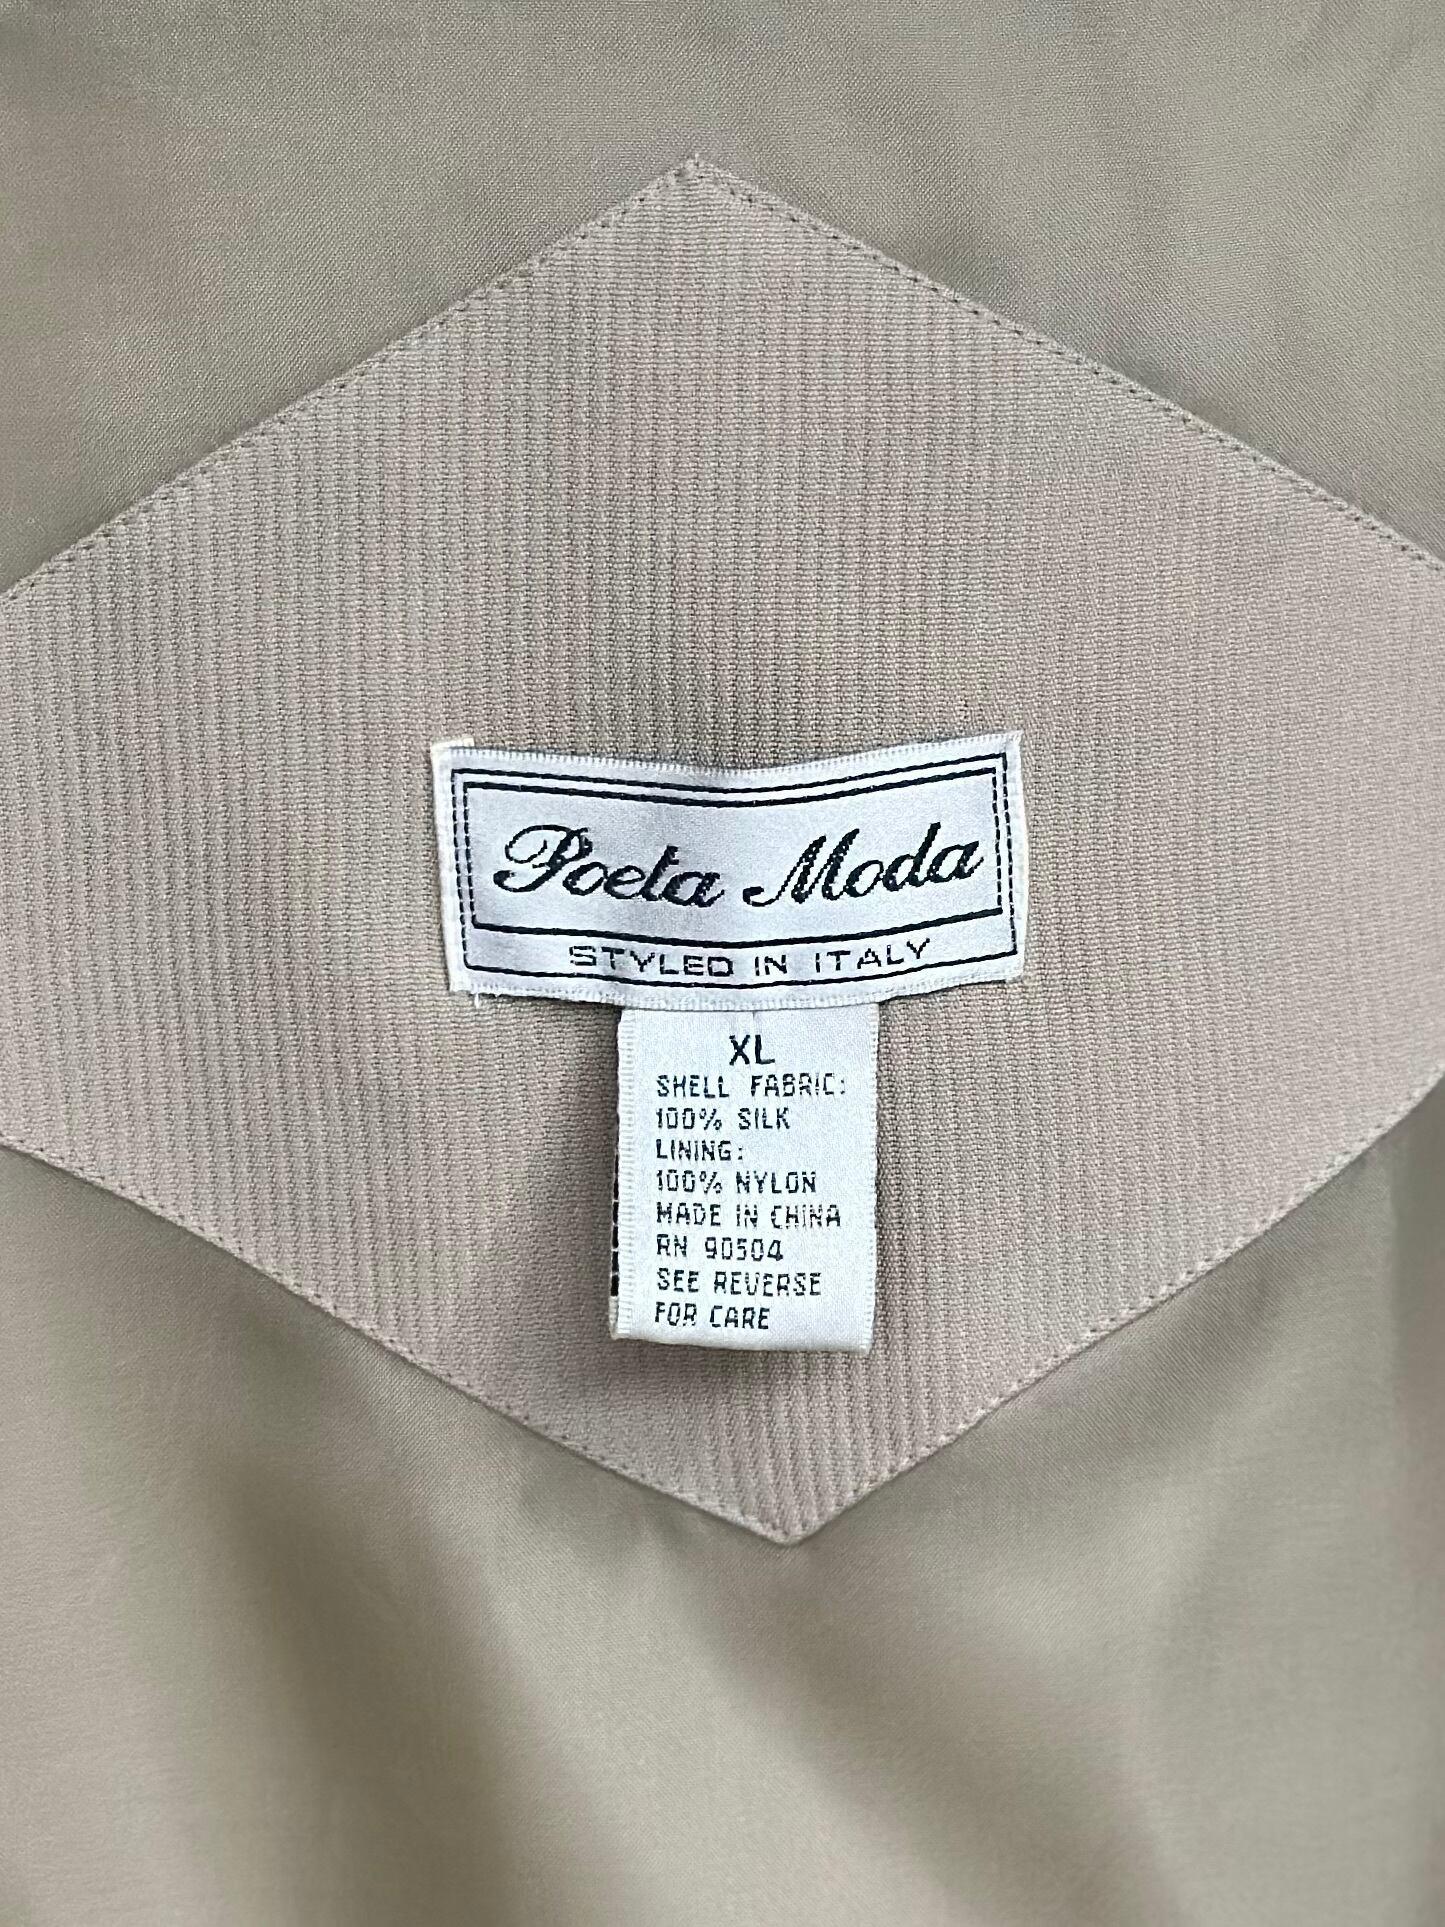 Poeta Moda
STYLED IN ITALY
XL
SHELL FABRIC:
100% SILK
LINING:
100% NYLON
MADE IN CHINA
RN 90504
SEE REVERSE
FOR CARE